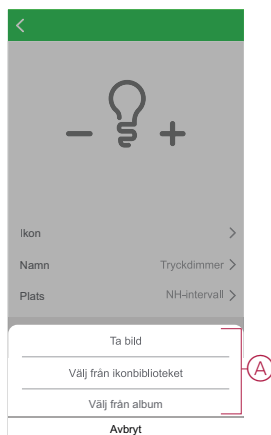 Ikon
Namn Tryckdimmer
Plats NH-intervall
Ta bild
Välj från ikonbiblioteket
Välj från album
Avbryt
A